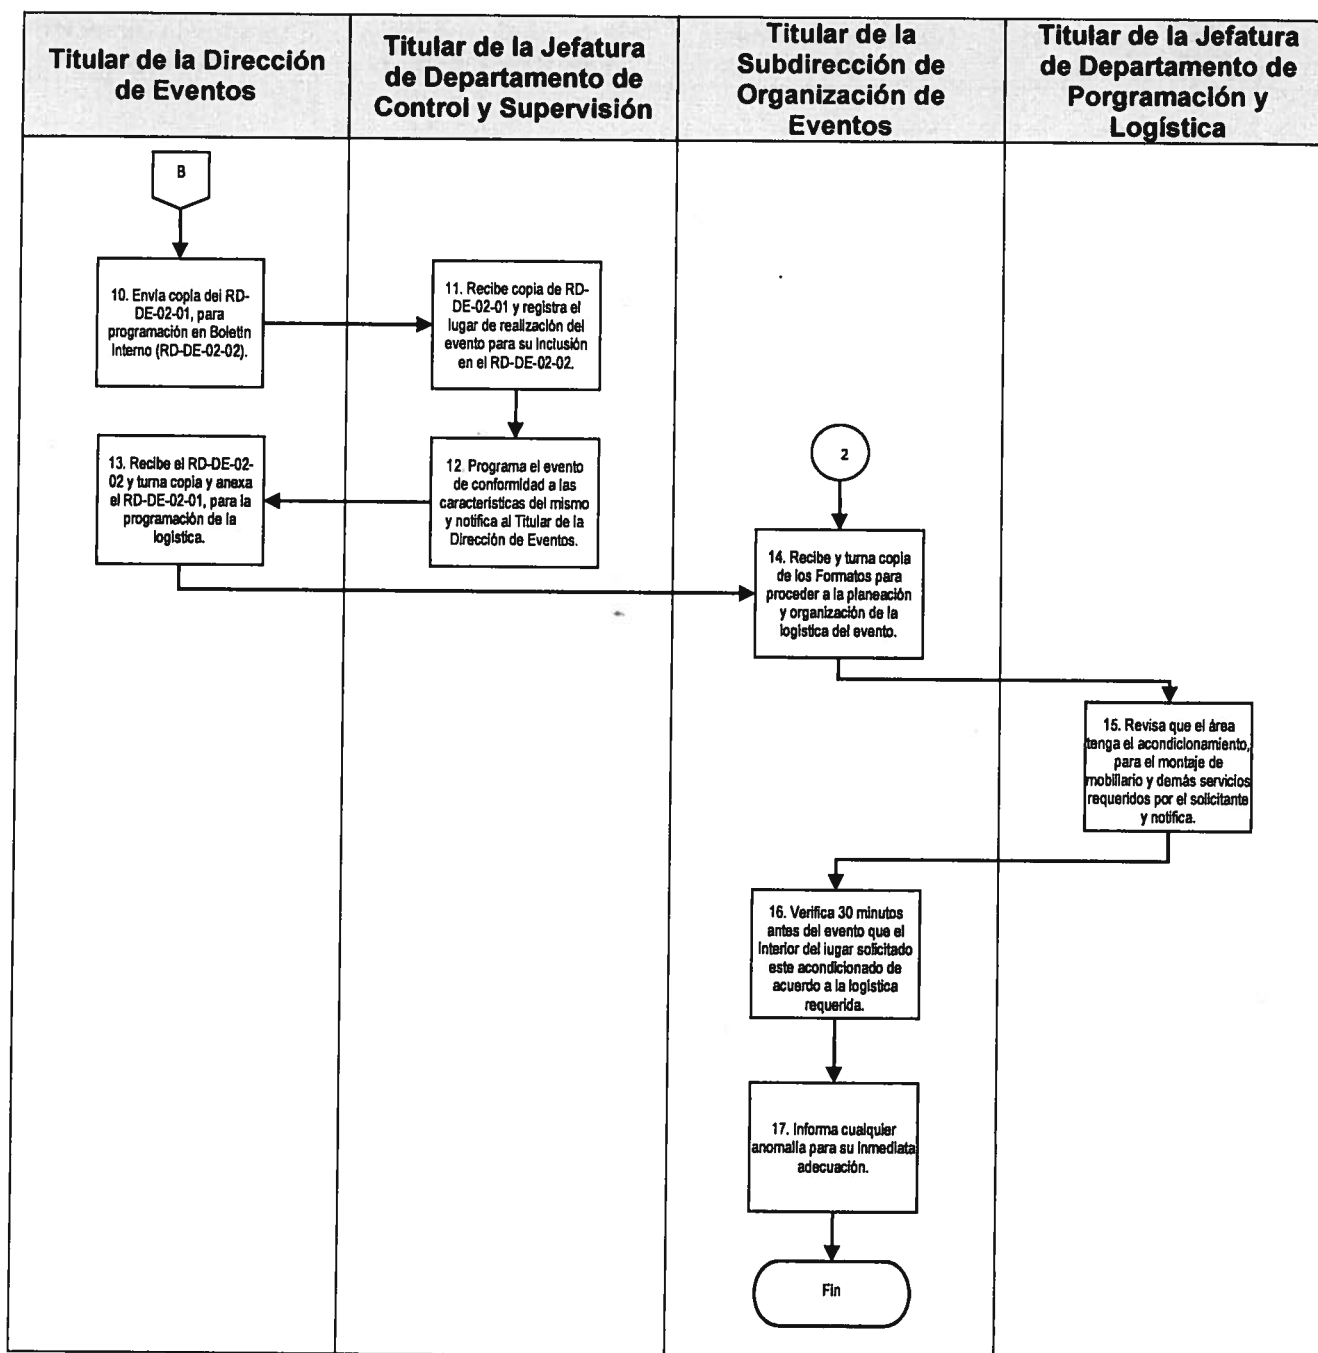 Titular de la Dirección
de Eventos
Titular de la Jefatura
de Departamento de
Control y Supervisión
Titular de la
Subdirección de
Organización de
Eventos
Titular de la Jefatura
de Departamento de
Porgramación y
Logística
B
10. Envía copia del RD-
DE-02-01, para
programación en Boletín
Interno (RD-DE-02-02).
11. Recibe copia de RD-
DE-02-01 y registra el
lugar de realización del
evento para su Inclusión
en el RD-DE-02-02.
13. Recibe el RD-DE-02-
02 y turna copia y anexa
el RD-DE-02-01, para la
programación de la
logística.
12. Programa el evento
de conformidad a las
características del mismo
y notifica al Titular de la
Dirección de Eventos.
2
14. Recibe y turna copia
de los Formatos para
proceder a la planeación
y organización de la
logística del evento.
15. Revisa que el área
tenga el acondicionamiento,
para el montaje de
mobiliario y demás servicios
requeridos por el solicitante
y notifica.
16. Verifica 30 minutos
antes del evento que el
Interior del lugar solicitado
este acondicionado de
acuerdo a la logística
requerida.
17. Informa cualquier
anomalía para su Inmediata
adecuación.
Fin